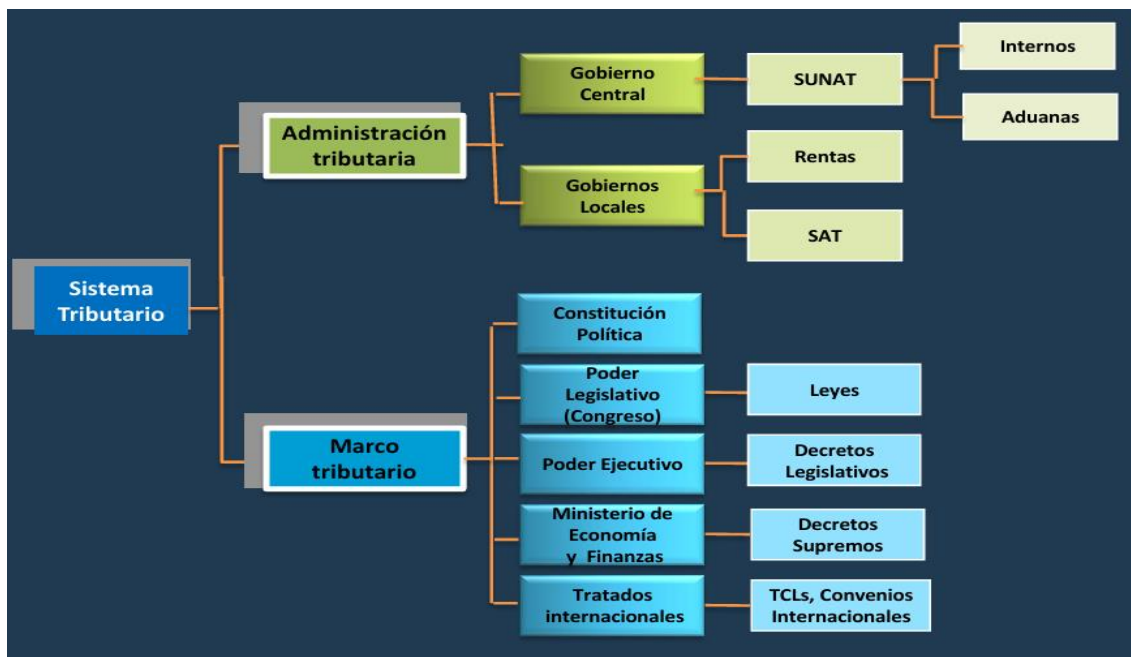 Sistema
Tributario
Administración
tributaria
Gobierno
Central
SUNAT
Internos
Aduanas
Gobiernos
Locales
Rentas
SAT
Marco
tributario
Constitución
Política
Poder
Legislativo
(Congreso)
Leyes
Poder Ejecutivo
Decretos
Legislativos
Ministerio de
Economía
y Finanzas
Decretos
Supremos
Tratados
internacionales
TCLs, Convenios
Internacionales